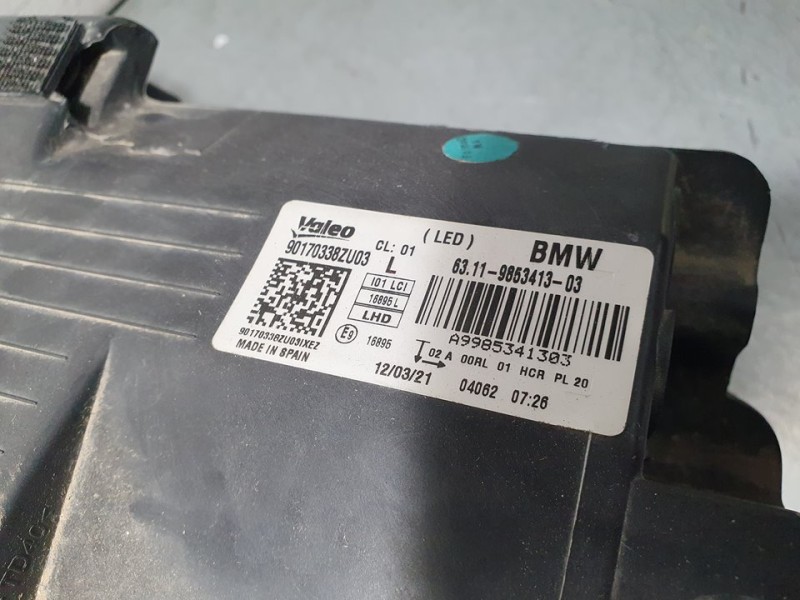 Valeo
CL: 01
( LED )
BMW
90170338ZU03
L
63.11-9853413-03
I01 LCI
16895 L
LHD
A9985341303
90170338ZU03IXEZ
E9
16895
02 A 00RL 01 HCR PL 20
MADE IN SPAIN
12/03/21
04062 07:26